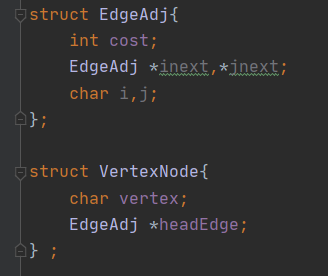 struct EdgeAdj{
int cost;
EdgeAdj *inext,*jnext;
char i,j;
};
struct VertexNode{
char vertex;
EdgeAdj *headEdge;
} ;